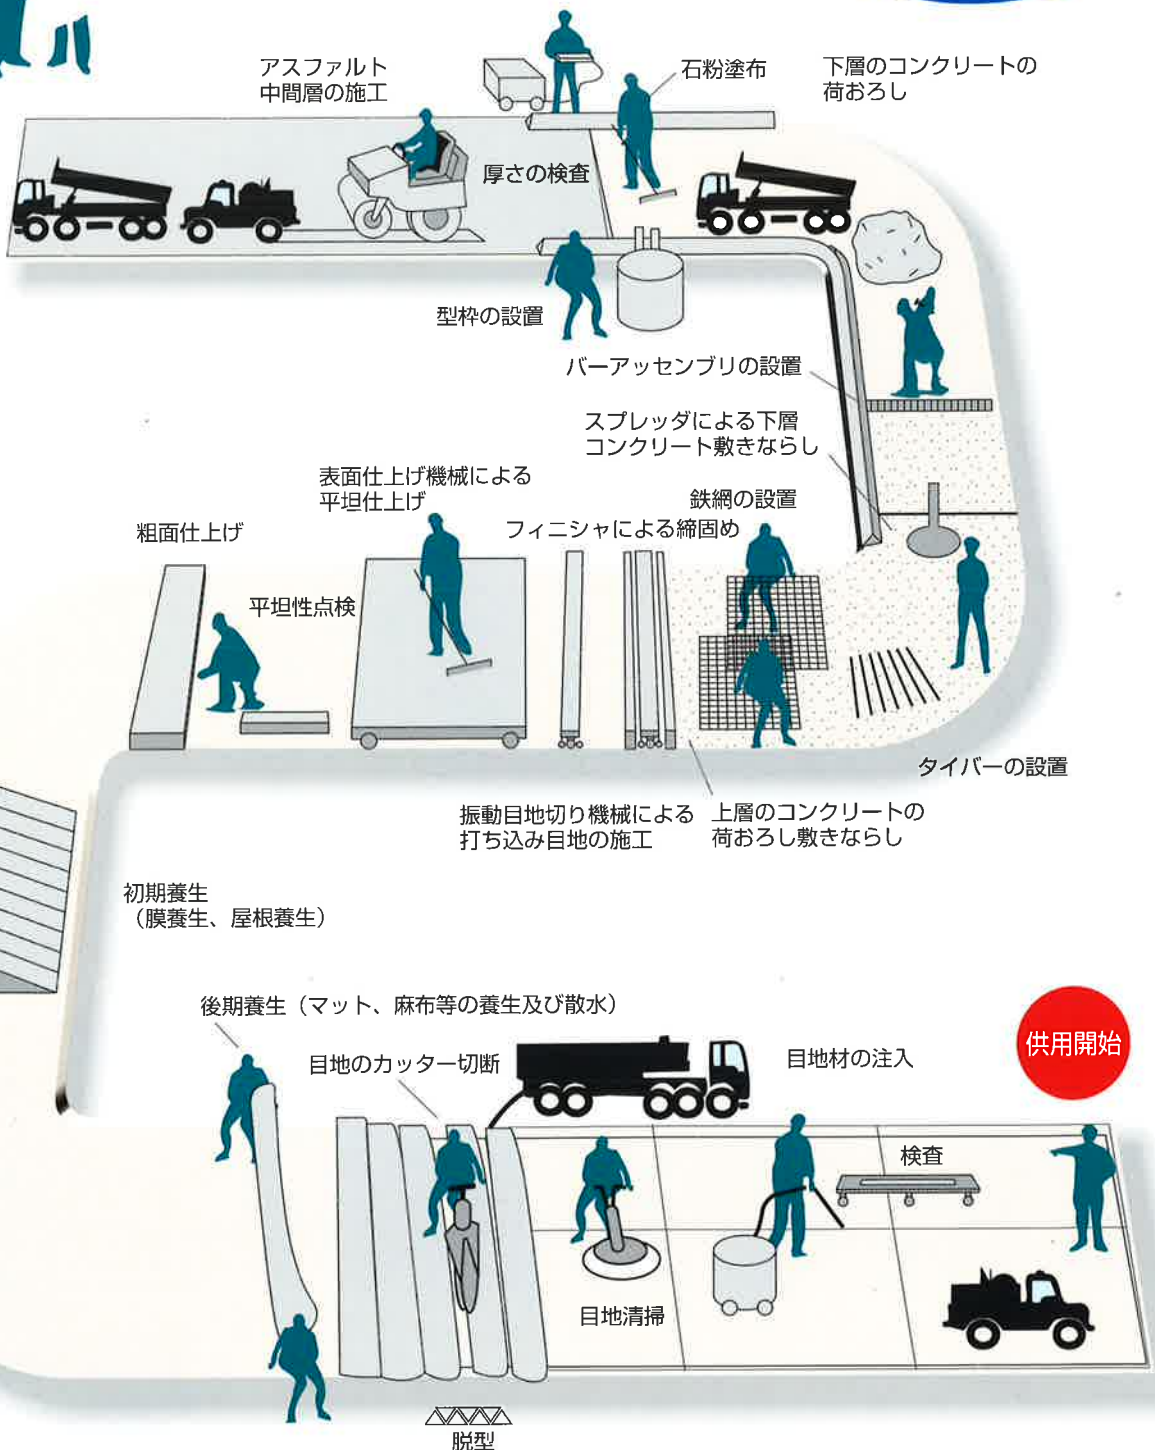 アスファルト
中間層の施工
石粉塗布
下層のコンクリートの
荷おろし
厚さの検査
型枠の設置
バーアッセンブリの設置
スプレッダによる下層
コンクリート敷きならし
表面仕上げ機械による
平坦仕上げ
鉄網の設置
フィニシャによる締固め
粗面仕上げ
平坦性点検
タイバーの設置
振動目地切り機械による
打ち込み目地の施工
上層のコンクリートの
荷おろし敷きならし
初期養生
（膜養生、屋根養生）
後期養生（マット、麻布等の養生及び散水）
目地のカッター切断
目地材の注入
供用開始
検査
目地清掃
脱型